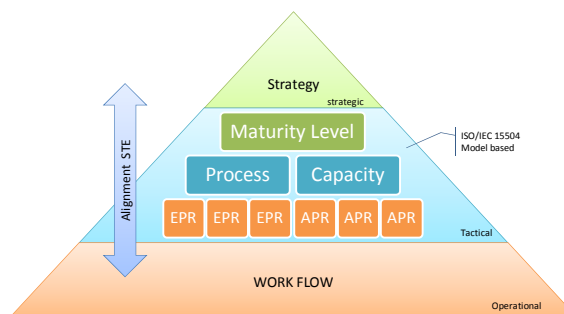 Strategy
strategic
Maturity Level
ISO/IEC 15504
Model based
Alignment STE
Process Capacity
EPR EPR EPR APR APR APR
Tactical
WORK FLOW
Operational